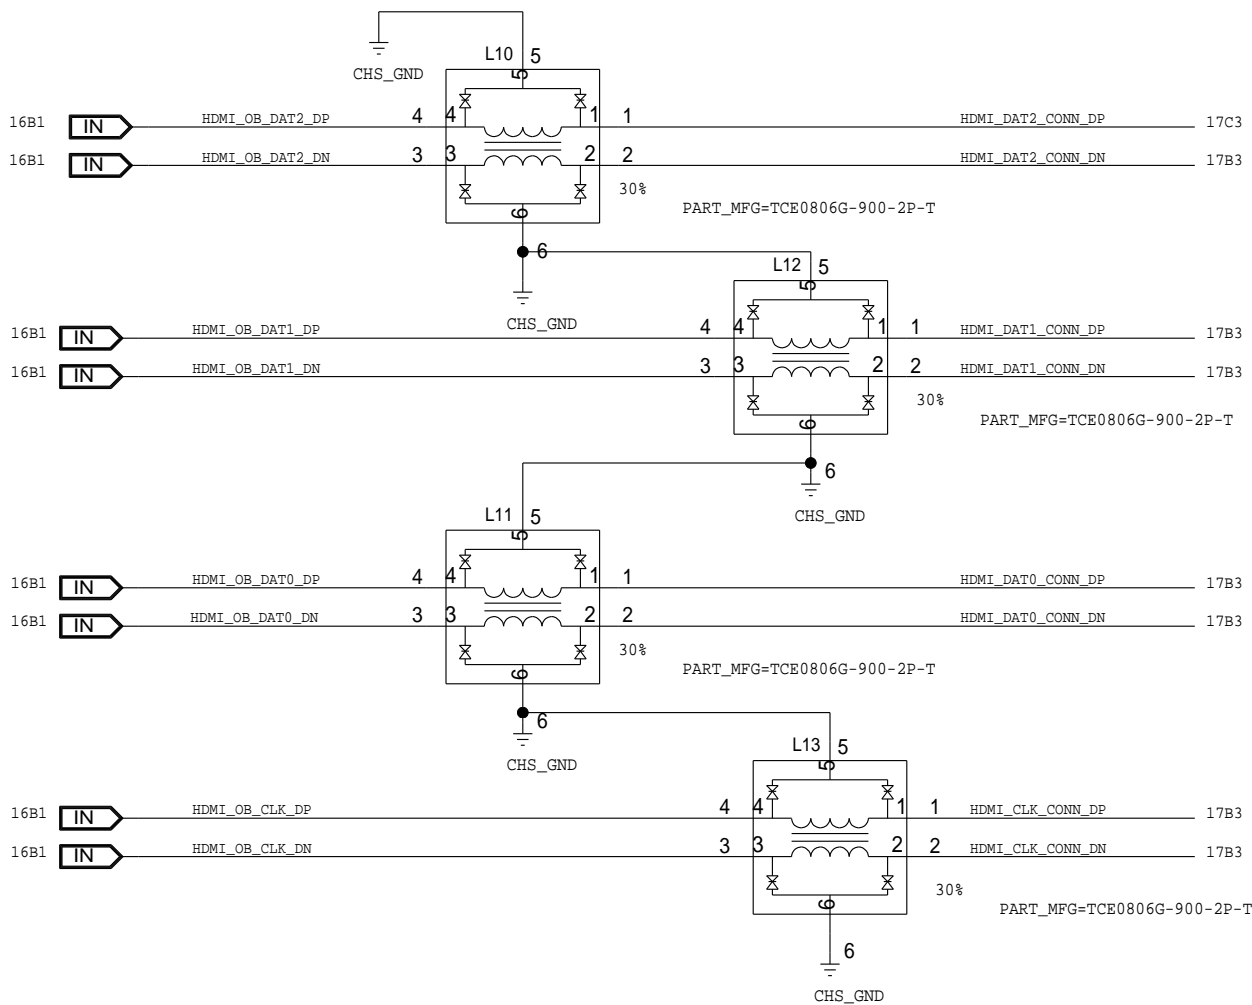 L10 5
5
CHS_GND
16B1 IN HDMI_OB_DAT2_DP 4 4 1 1 HDMI_DAT2_CONN_DP 17C3
16B1 IN HDMI_OB_DAT2_DN 3 3 2 2 HDMI_DAT2_CONN_DN 17B3
30%
6 PART_MFG=TCE0806G-900-2P-T
6
L12 5
5
CHS_GND
16B1 IN HDMI_OB_DAT1_DP 4 4 1 1 HDMI_DAT1_CONN_DP 17B3
16B1 IN HDMI_OB_DAT1_DN 3 3 2 2 HDMI_DAT1_CONN_DN 17B3
30%
6 PART_MFG=TCE0806G-900-2P-T
6
CHS_GND
L11 5
5
16B1 IN HDMI_OB_DAT0_DP 4 4 1 1 HDMI_DAT0_CONN_DP 17B3
16B1 IN HDMI_OB_DAT0_DN 3 3 2 2 HDMI_DAT0_CONN_DN 17B3
30%
6 PART_MFG=TCE0806G-900-2P-T
6
L13 5
CHS_GND 5
16B1 IN HDMI_OB_CLK_DP 4 4 1 1 HDMI_CLK_CONN_DP 17B3
16B1 IN HDMI_OB_CLK_DN 3 3 2 2 HDMI_CLK_CONN_DN 17B3
30%
6 PART_MFG=TCE0806G-900-2P-T
6
CHS_GND